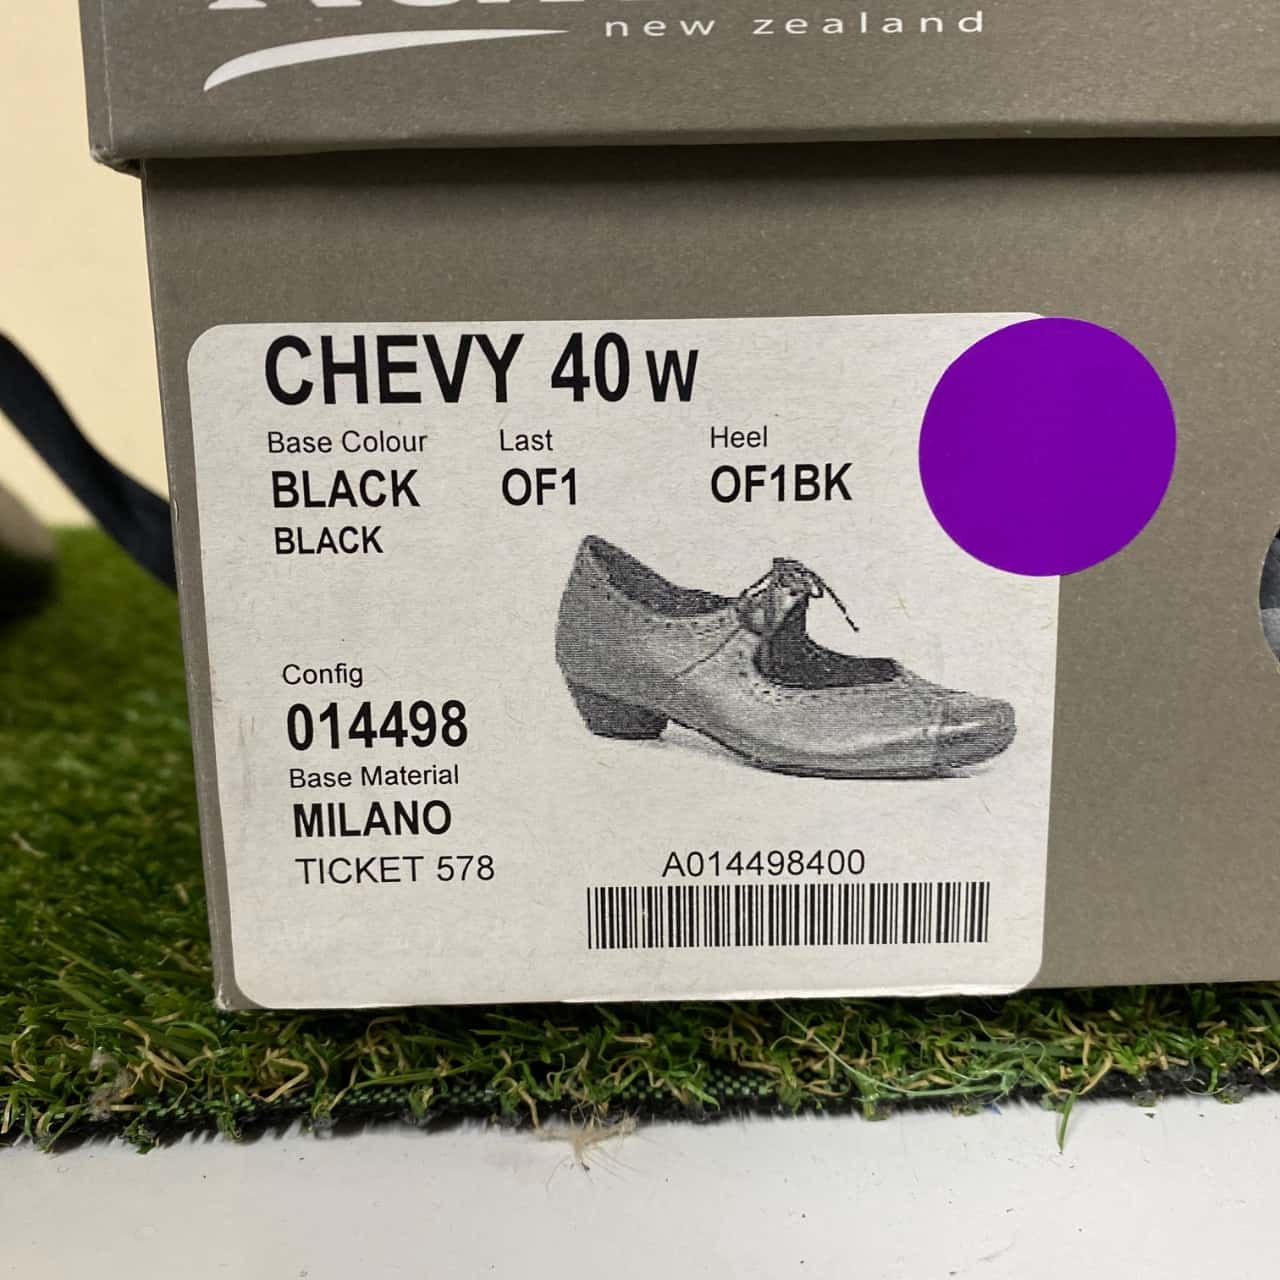 new zealand
CHEVY 40 W
Base Colour Last Heel
BLACK OF1 OF1BK
BLACK
Config
014498
Base Material
MILANO
TICKET 578
A014498400